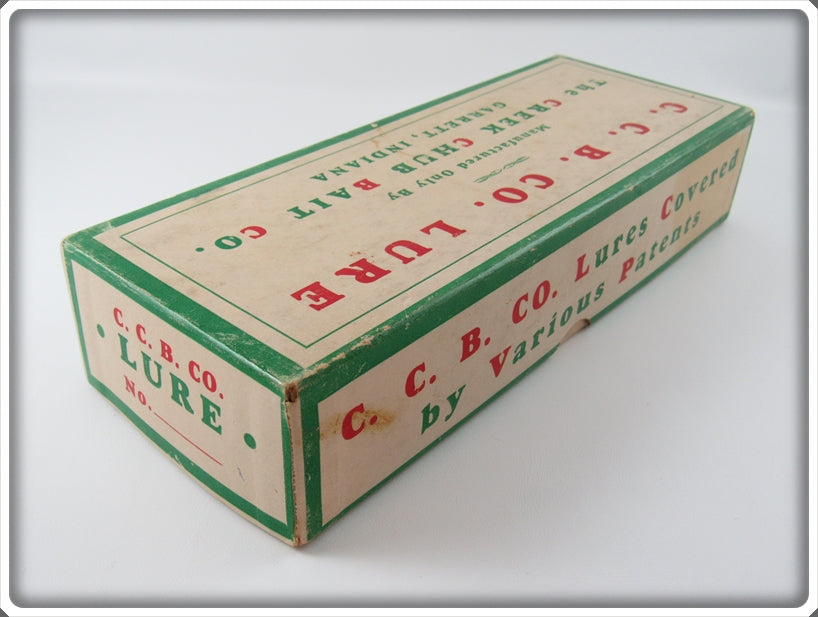 C. C. B. CO. LURE
Manufactured Only By
The CREEK CHUB BAIT CO.
GARRETT, INDIANA
C. C. B. CO.
• LURE •
No.
C. C. B. CO. Lures Covered
by Various Patents